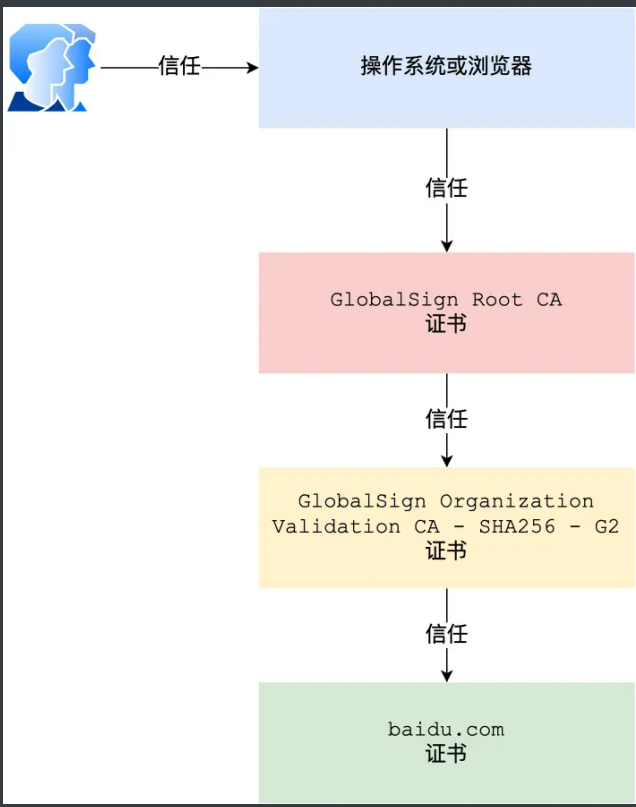 信任
操作系统或浏览器
信任
GlobalSign Root CA
证书
信任
GlobalSign Organization
Validation CA - SHA256 - G2
证书
信任
baidu.com
证书